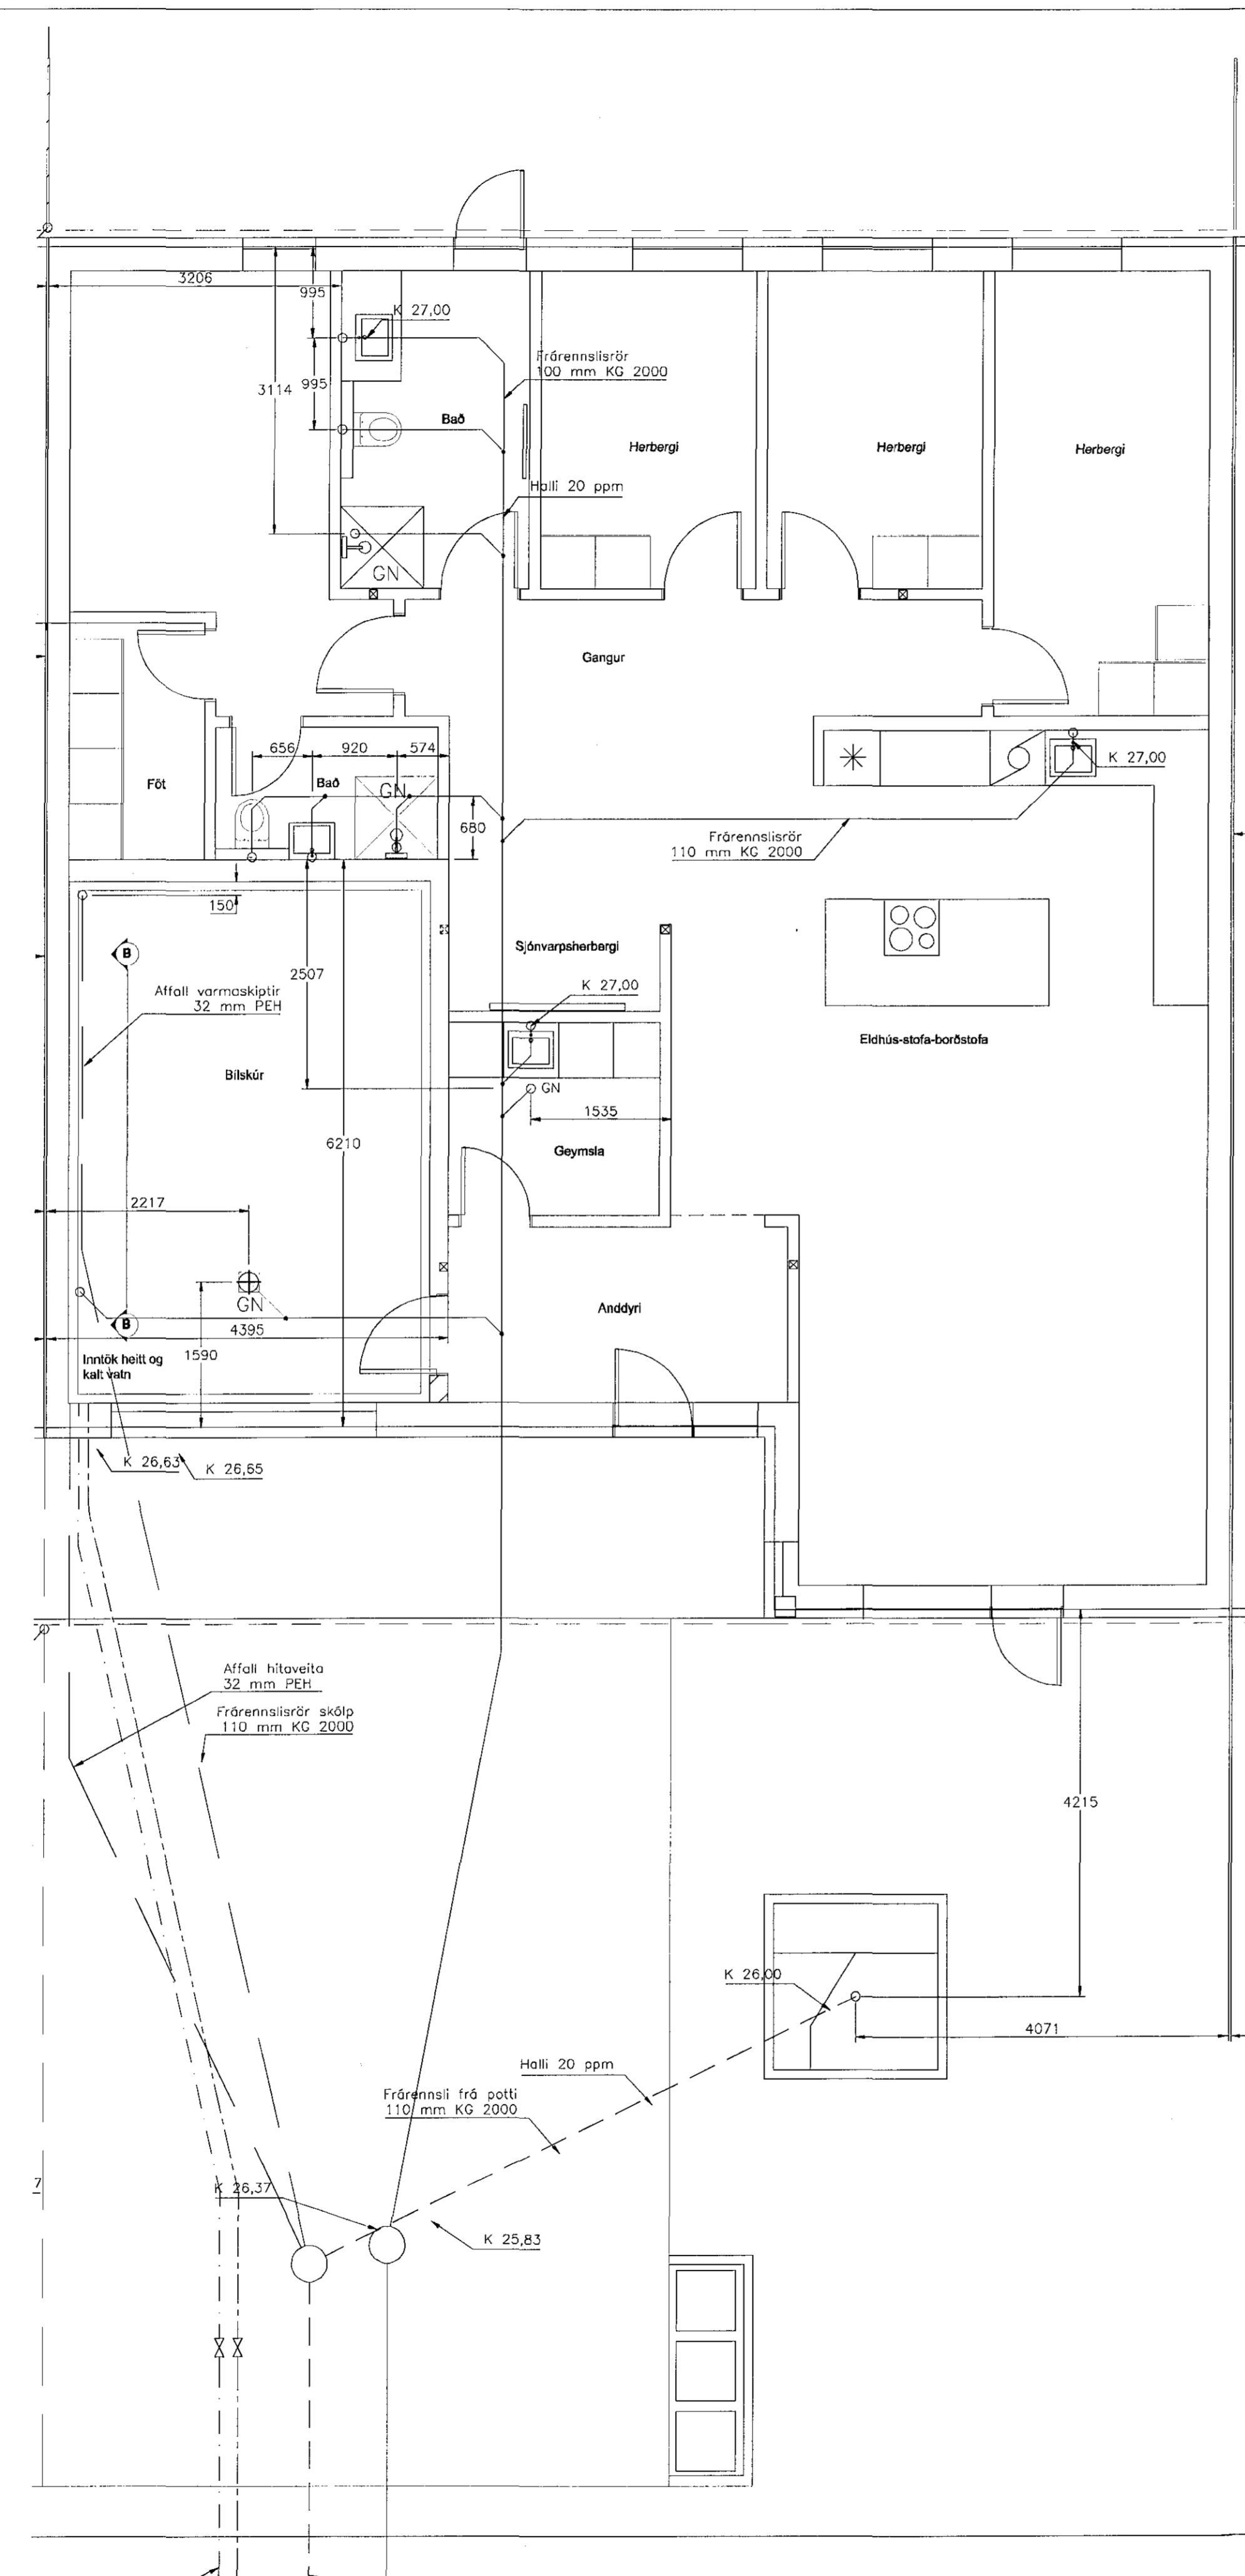 3206
995
K 27,00
Frárennslisrör
100 mm KG 2000
3114
995
Bað
Herbergi
Herbergi
Herbergi
Halli 20 ppm
GN
Gangur
656
920
574
K 27,00
Föt
Bað
GN
680
Frárennslisrör
110 mm KG 2000
150
B
Sjónvarpsherbergi
2507
K 27,00
Affall varmaskiptir
32 mm PEH
Eldhús-stofa-borðstofa
Bílskúr
GN
1535
6210
Geymsla
2217
GN
Anddyri
B
4395
1590
Inntök heitt og
kalt vatn
K 26,63
K 26,65
Affall hitaveita
32 mm PEH
Frárennslisrör skólp
110 mm KG 2000
4215
K 26,00
4071
Halli 20 ppm
Frárennsli frá potti
110 mm KG 2000
7
K 26,37
K 25,83